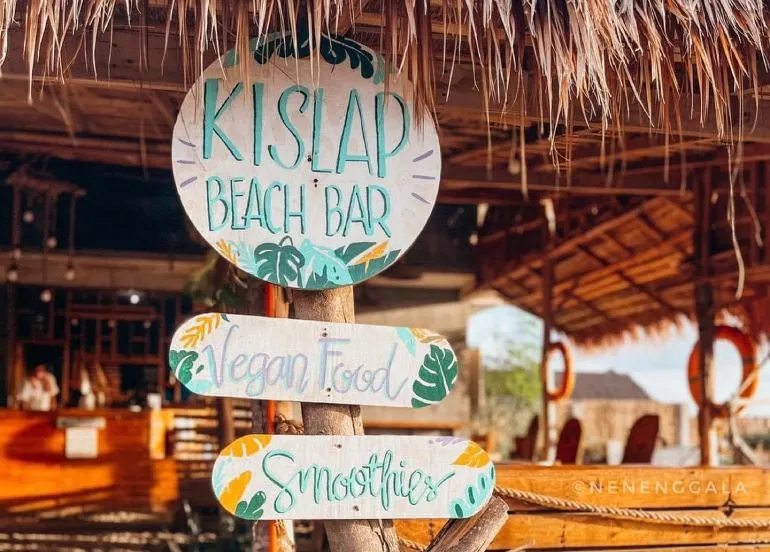 KISLAP
BEACH BAR
Vegan Food
Smoothies
©NENENGGALA